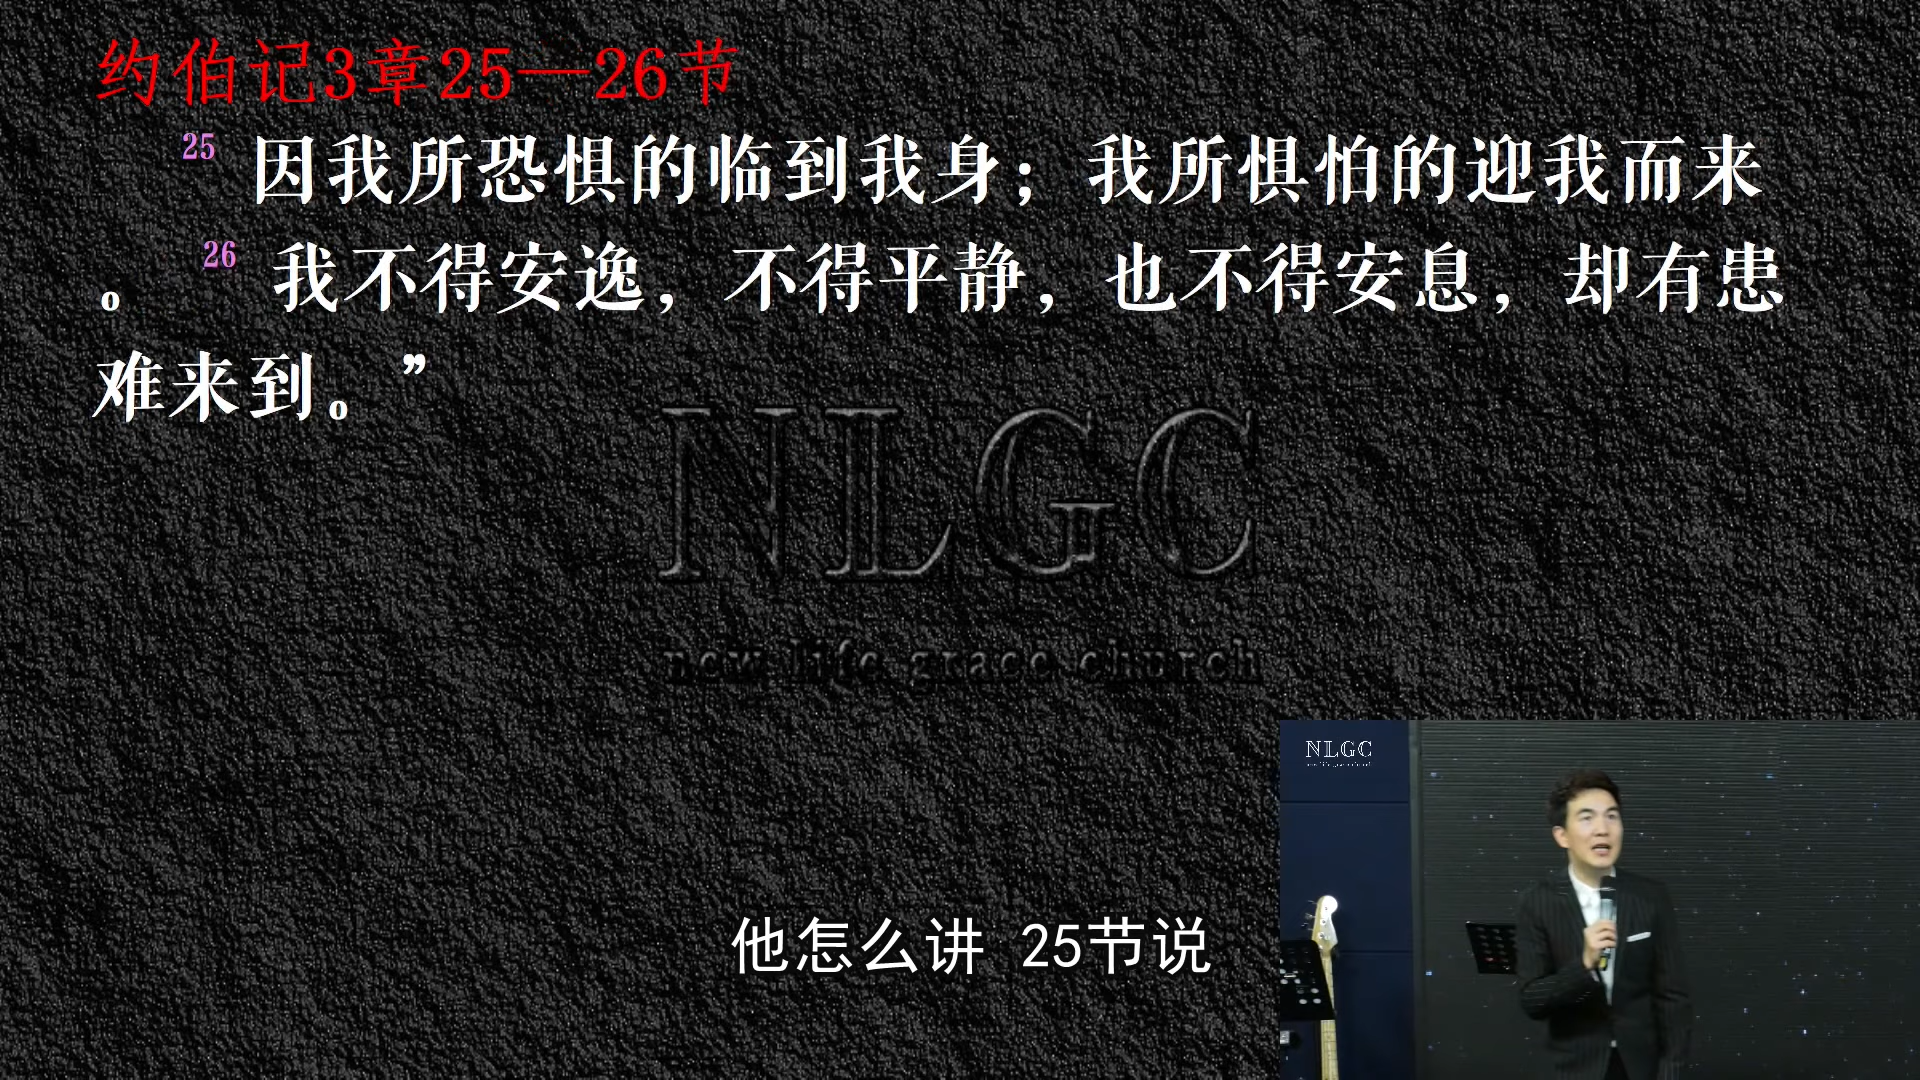 约伯记3章25—26节
25 因我所恐惧的临到我身；我所惧怕的迎我而来
。 26 我不得安逸，不得平静，也不得安息，却有患
难来到。”
NLGC
new life grace church
NLGC
他怎么讲 25节说